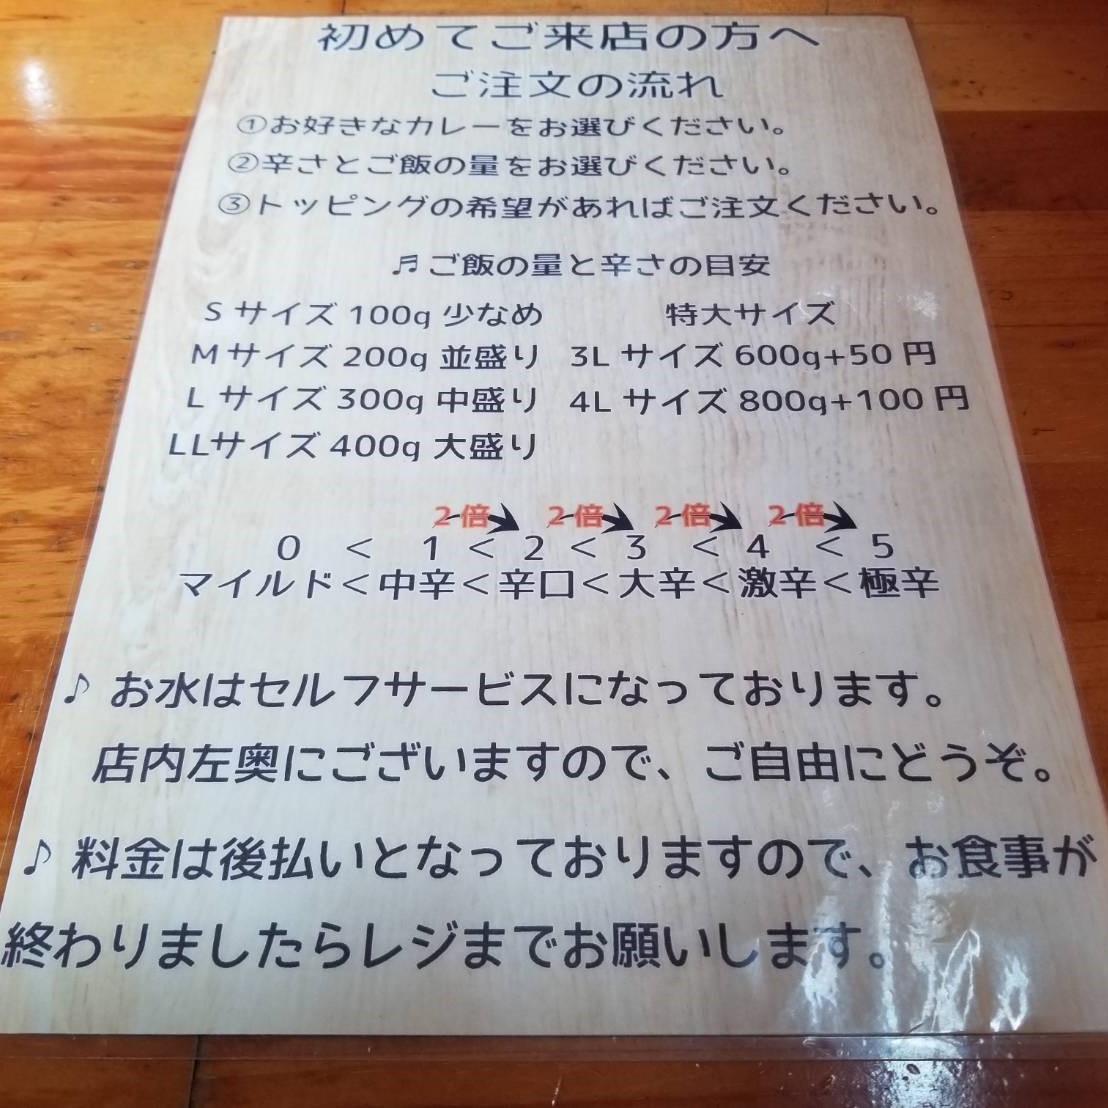 初めてご来店の方へ
ご注文の流れ
①お好きなカレーをお選びください。
②辛さとご飯の量をお選びください。
③トッピングの希望があればご注文ください。
♬ご飯の量と辛さの目安
Sサイズ 100g 少なめ 特大サイズ
Mサイズ 200g 並盛り 3Lサイズ 600g+50円
Lサイズ 300g 中盛り 4Lサイズ 800g+100円
LLサイズ 400g 大盛り
2倍 2倍 2倍 2倍
0 < 1 < 2 < 3 < 4 < 5
マイルド<中辛<辛口<大辛<激辛<極辛
♪ お水はセルフサービスになっております。
店内左奥にございますので、ご自由にどうぞ。
♪ 料金は後払いとなっておりますので、お食事が
終わりましたらレジまでお願いします。